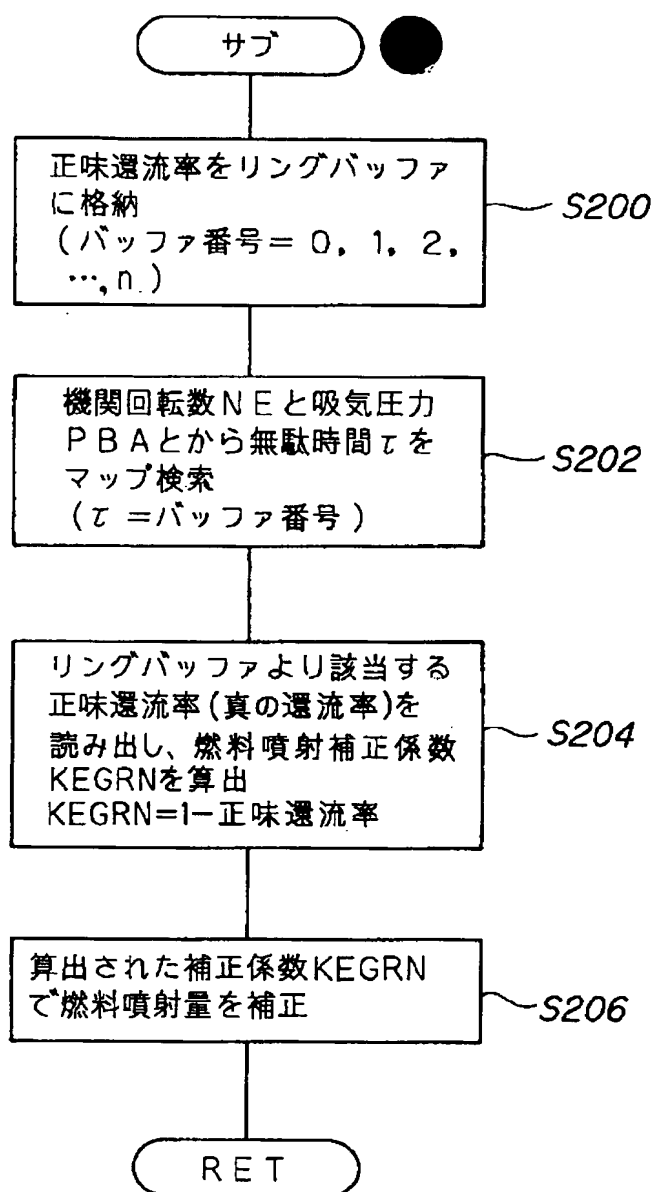 サブ
正味還流率をリングバッファ
に格納
(バッファ番号= 0, 1, 2,
…,n )
S200
機関回転数NEと吸気圧力
PBAとから無駄時間τを
マップ検索
(τ =バッファ番号)
S202
リングバッファより該当する
正味還流率(真の還流率)を
読み出し、燃料噴射補正係数
KEGRNを算出
KEGRN=1-正味還流率
S204
算出された補正係数KEGRN
で燃料噴射量を補正
S206
RET